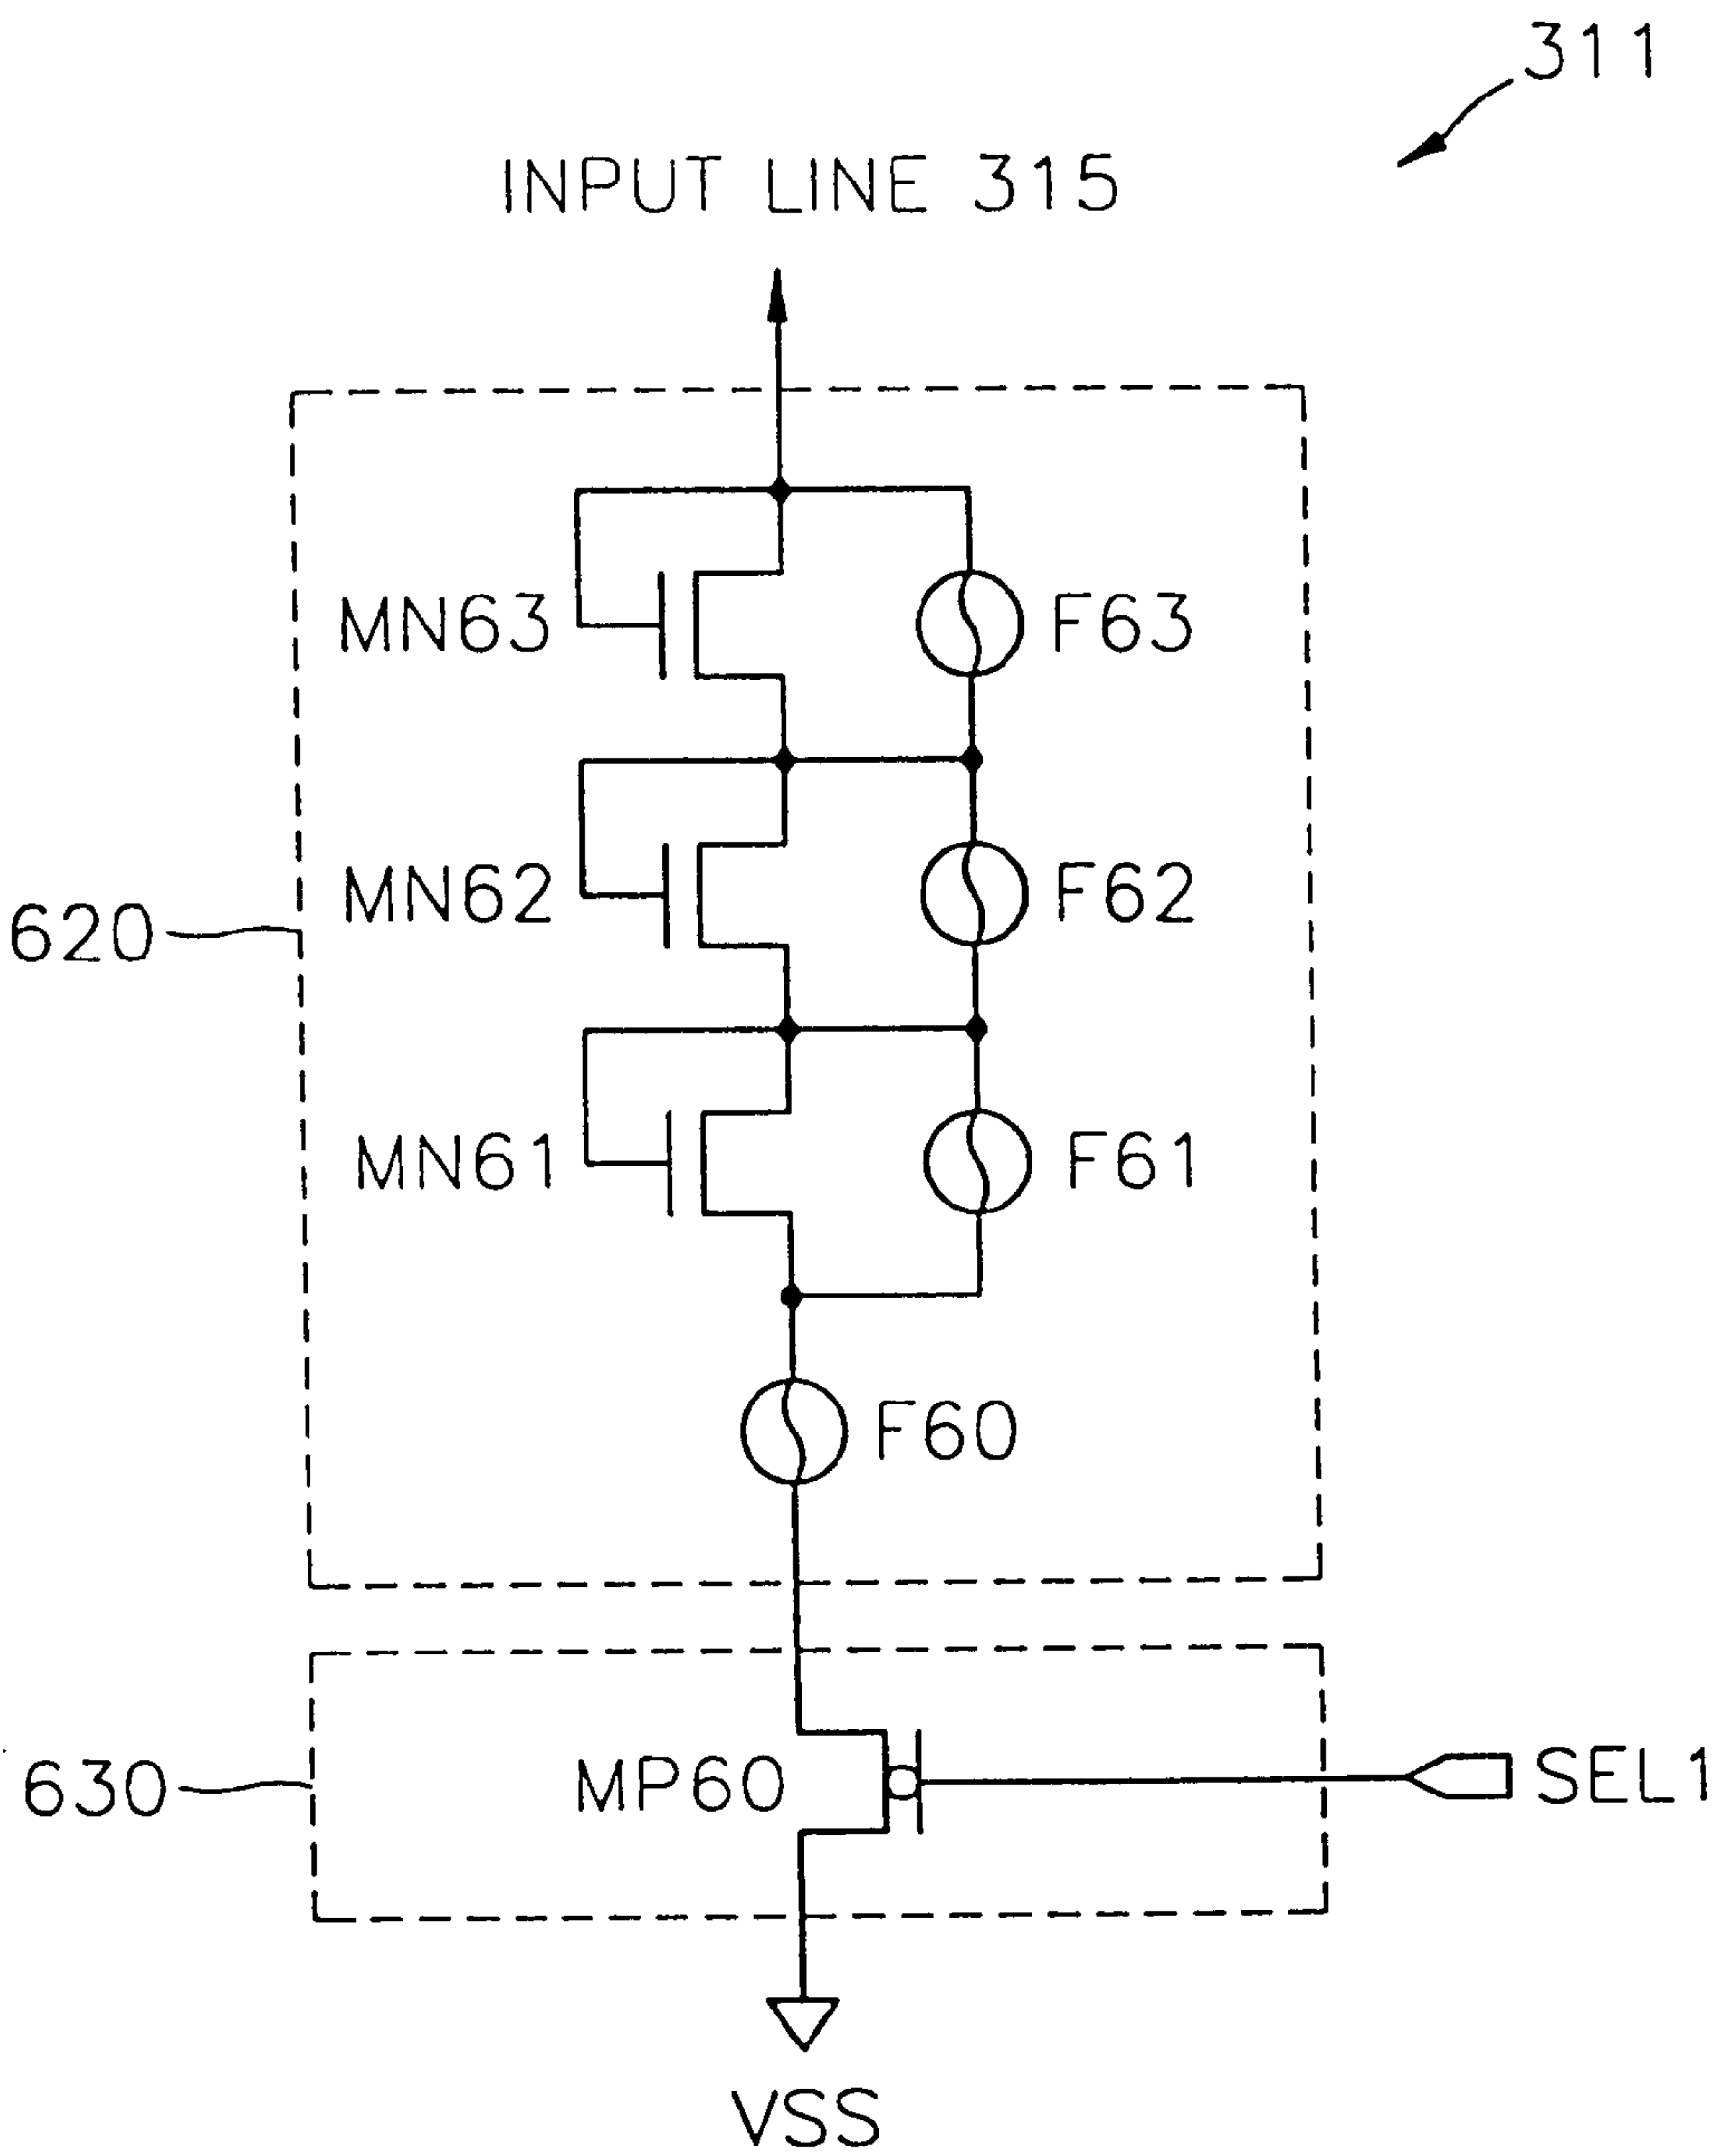 311
INPUT LINE 315
MN63
F63
MN62
F62
620
MN61
F61
F60
MP60
630
SEL1
VSS